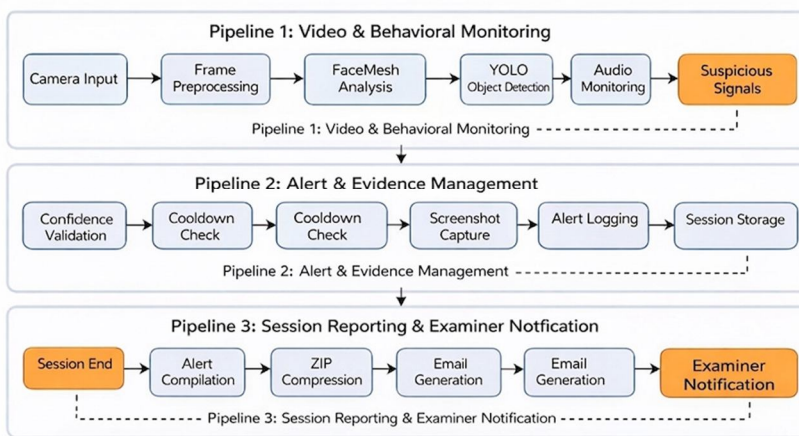 Pipeline 1: Video & Behavioral Monitoring
Camera Input
Frame
Preprocessing
FaceMesh
Analysis
YOLO
Object Detection
Audio
Monitoring
Suspicious
Signals
Pipeline 1: Video & Behavioral Monitoring
Pipeline 2: Alert & Evidence Management
Confidence
Validation
Cooldown
Check
Cooldown
Check
Screenshot
Capture
Alert Logging
Session Storage
Pipeline 2: Alert & Evidence Management
Pipeline 3: Session Reporting & Examiner Notfication
Session End
Alert
Compilation
ZIP
Compression
Email
Generation
Email
Generation
Examiner
Notification
Pipeline 3: Session Reporting & Examiner Notification